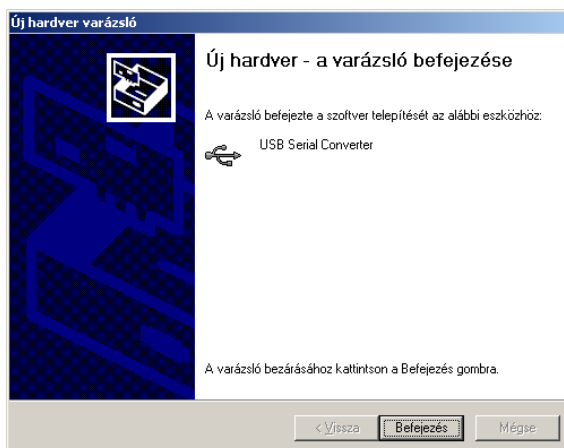 Új hardver varázsló
Új hardver - a varázsló befejezése
A varázsló befejezte a szoftver telepítését az alábbi eszközhöz:
USB Serial Converter
A varázsló bezárásához kattintson a Befejezés gombra.
< Vissza Befejezés Mégse